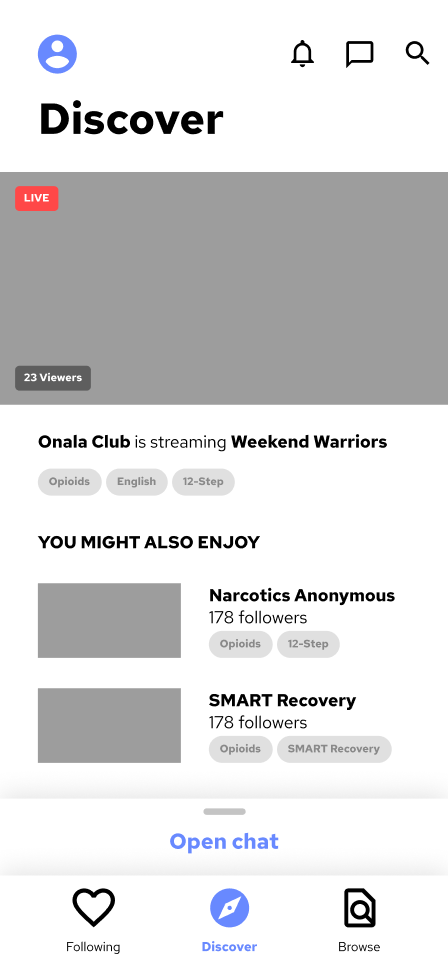 Discover
LIVE
23 Viewers
Onala Club is streaming Weekend Warriors
Opioids English 12-Step
YOU MIGHT ALSO ENJOY
Narcotics Anonymous
178 followers
Opioids 12-Step
SMART Recovery
178 followers
Opioids SMART Recovery
Open chat
Following Discover Browse